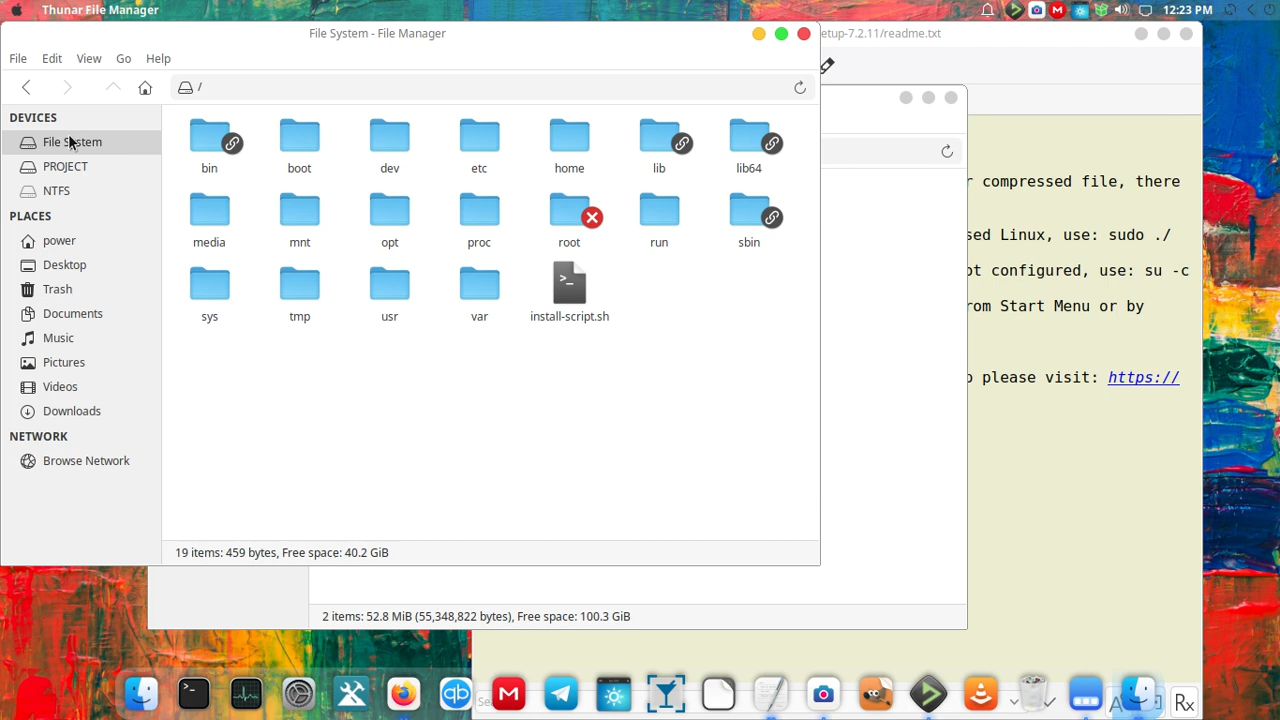 Thunar File Manager
12:23 PM
File System - File Manager
etup-7.2.11/readme.txt
File Edit View Go Help
/
DEVICES
File System
PROJECT
NTFS
PLACES
power
Desktop
Trash
Documents
Music
Pictures
Videos
Downloads
NETWORK
Browse Network
bin boot dev etc home lib lib64
media mnt opt proc root run sbin
sys tmp usr var install-script.sh
19 items: 459 bytes, Free space: 40.2 GiB
2 items: 52.8 MiB (55,348,822 bytes), Free space: 100.3 GiB
r compressed file, there
sed Linux, use: sudo ./
ot configured, use: su -c
rom Start Menu or by
o please visit: https://
qb
Rx